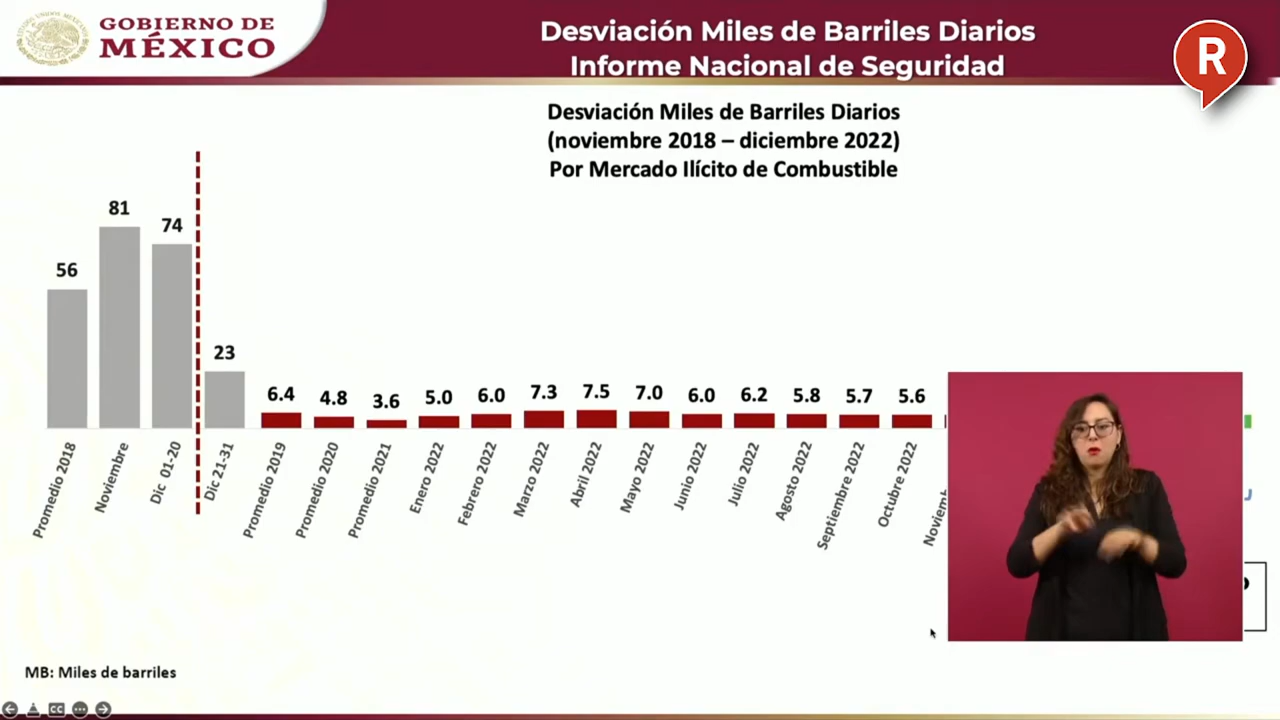 GOBIERNO DE
MÉXICO
Desviación Miles de Barriles Diarios
Informe Nacional de Seguridad
R
Desviación Miles de Barriles Diarios
(noviembre 2018 – diciembre 2022)
Por Mercado Ilícito de Combustible
56
81
74
23
6.4
4.8
3.6
5.0
6.0
7.3
7.5
7.0
6.0
6.2
5.8
5.7
5.6
Promedio 2018
Noviembre
Dic 01-20
Dic 21-31
Promedio 2019
Promedio 2020
Promedio 2021
Enero 2022
Febrero 2022
Marzo 2022
Abril 2022
Mayo 2022
Junio 2022
Julio 2022
Agosto 2022
Septiembre 2022
Octubre 2022
MB: Miles de barriles
CC